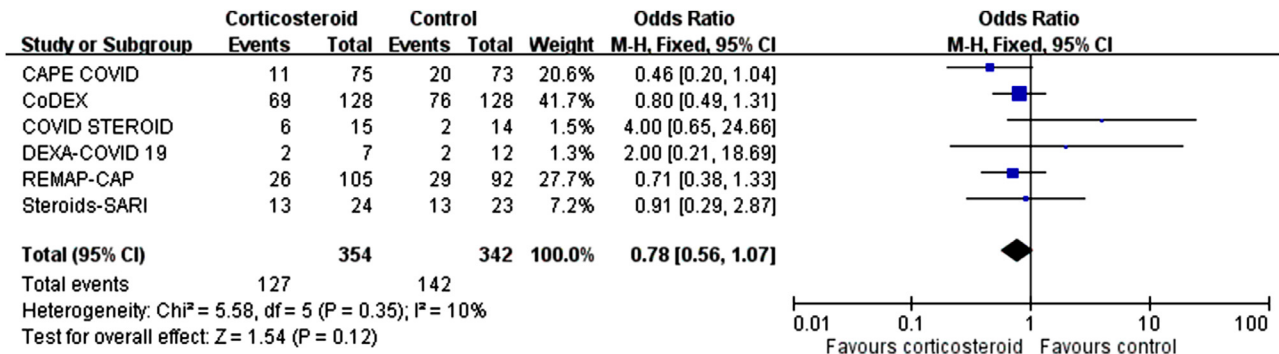 Corticosteroid Control Odds Ratio Odds Ratio
Study or Subgroup Events Total Events Total Weight M-H, Fixed, 95% CI M-H, Fixed, 95% CI
CAPE COVID 11 75 20 73 20.6% 0.46 [0.20, 1.04]
CoDEX 69 128 76 128 41.7% 0.80 [0.49, 1.31]
COVID STEROID 6 15 2 14 1.5% 4.00 [0.65, 24.66]
DEXA-COVID 19 2 7 2 12 1.3% 2.00 [0.21, 18.69]
REMAP-CAP 26 105 29 92 27.7% 0.71 [0.38, 1.33]
Steroids-SARI 13 24 13 23 7.2% 0.91 [0.29, 2.87]
Total (95% CI) 354 342 100.0% 0.78 [0.56, 1.07]
Total events 127 142
Heterogeneity: Chi² = 5.58, df = 5 (P = 0.35); I² = 10%
Test for overall effect: Z = 1.54 (P = 0.12)
0.01 0.1 1 10 100
Favours corticosteroid Favours control